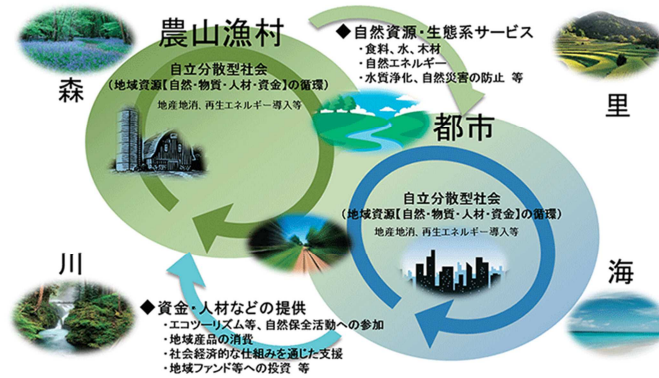 農山漁村
◆自然資源・生態系サービス
・食料、水、木材
・自然エネルギー
・水質浄化、自然災害の防止 等
森
自立分散型社会
(地域資源【自然・物質・人材・資金】の循環)
地産地消、再生エネルギー導入等
里
都市
自立分散型社会
(地域資源【自然・物質・人材・資金】の循環)
地産地消、再生エネルギー導入等
川
海
◆資金・人材などの提供
・エコツーリズム等、自然保全活動への参加
・地域産品の消費
・社会経済的な仕組みを通じた支援
・地域ファンド等への投資 等